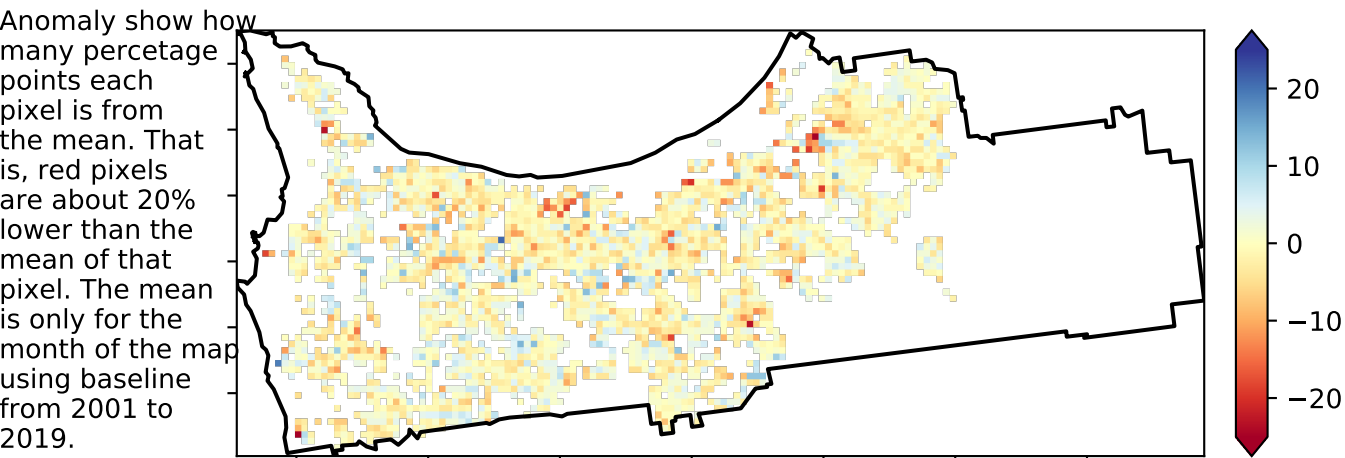 Anomaly show how
many percetage
points each
pixel is from
the mean. That
is, red pixels
are about 20%
lower than the
mean of that
pixel. The mean
is only for the
month of the map
using baseline
from 2001 to
2019.
20
10
0
−10
−20